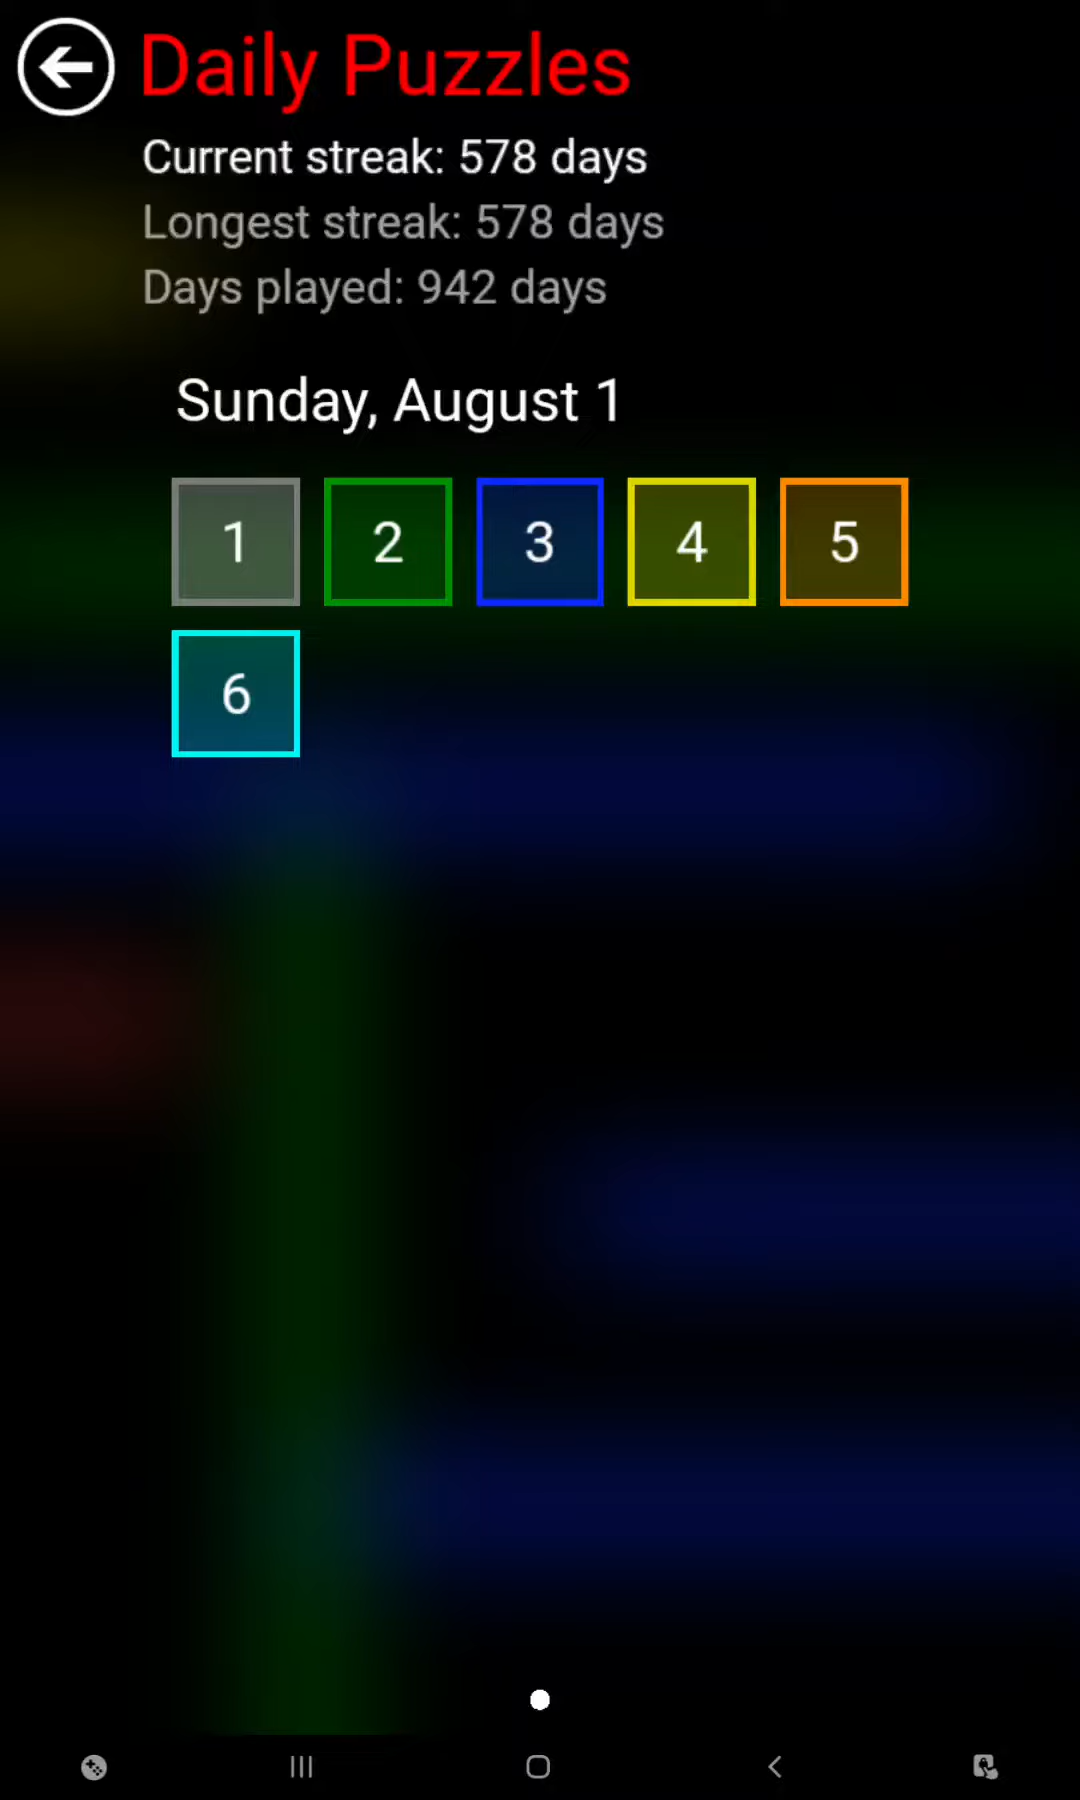 Daily Puzzles
Current streak: 578 days
Longest streak: 578 days
Days played: 942 days
Sunday, August 1
1 2 3 4 5
6